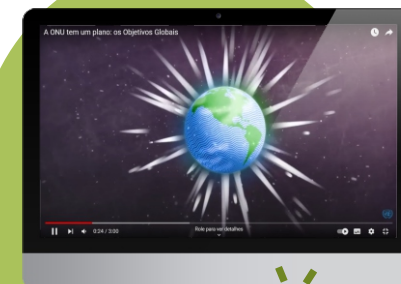 A ONU tem um plano: os Objetivos Globais
0:24 / 3:00
Role para ver detalhes